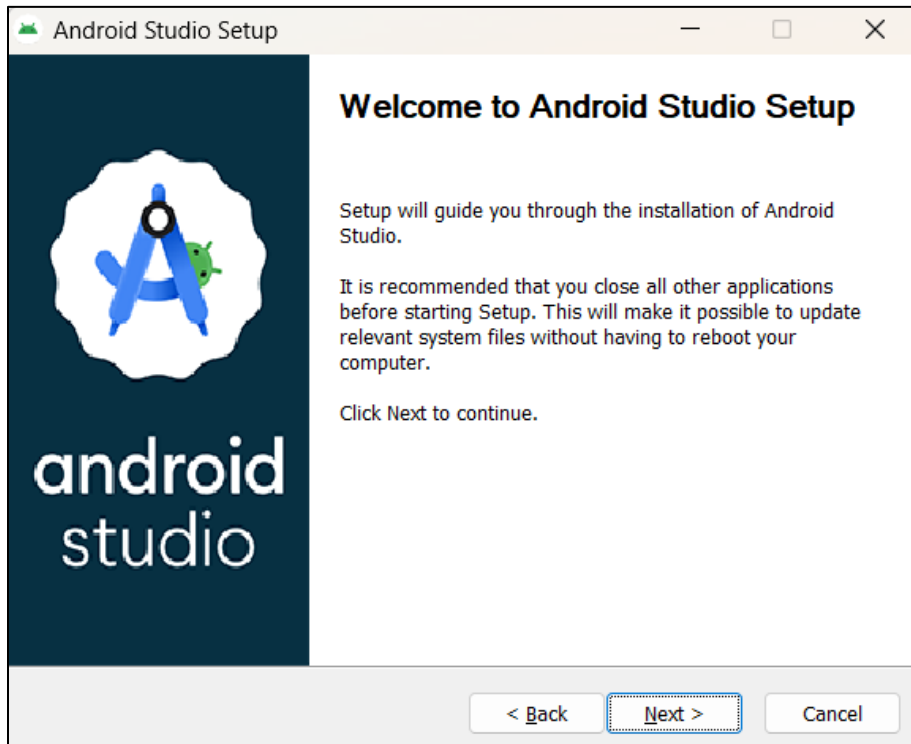 Android Studio Setup
Welcome to Android Studio Setup
Setup will guide you through the installation of Android
Studio.
It is recommended that you close all other applications
before starting Setup. This will make it possible to update
relevant system files without having to reboot your
computer.
Click Next to continue.
android
studio
< Back
Next >
Cancel